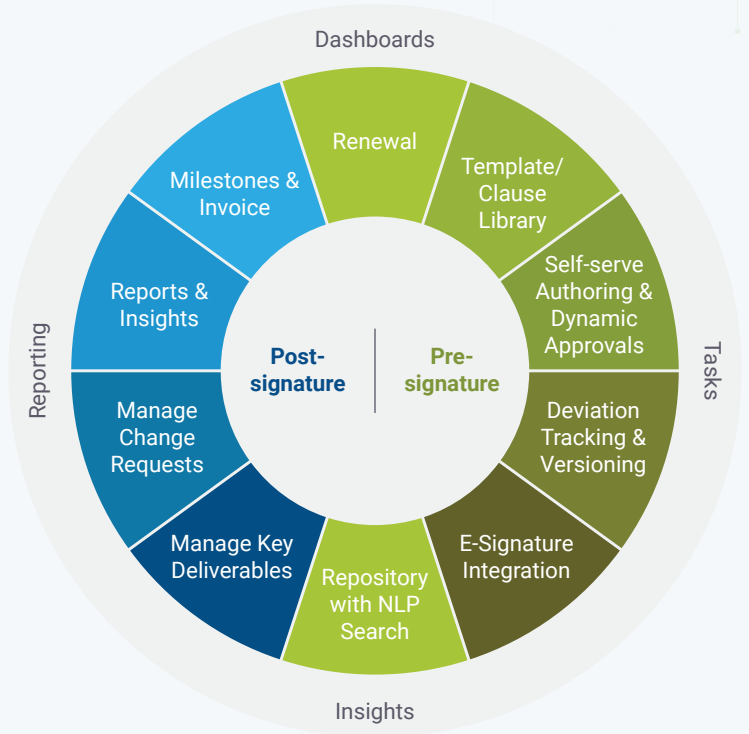 Dashboards
Renewal
Template/
Clause
Library
Self-serve
Authoring &
Dynamic
Approvals
Deviation
Tracking &
Versioning
E-Signature
Integration
Repository
with NLP
Search
Manage Key
Deliverables
Manage
Change
Requests
Reports &
Insights
Milestones &
Invoice
Post-
signature
Pre-
signature
Tasks
Insights
Reporting